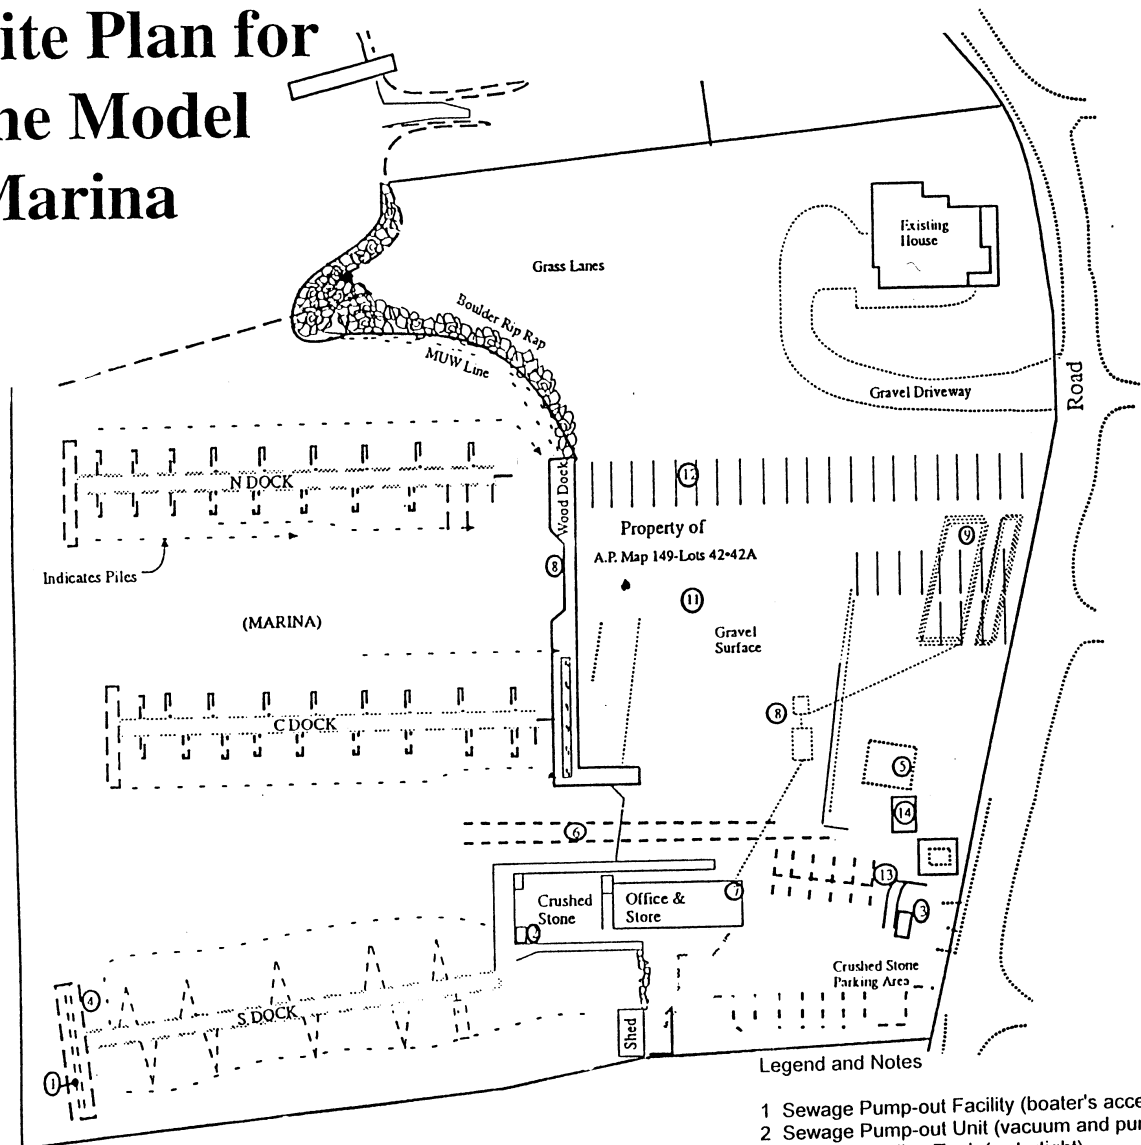 ite Plan for
ne Model
Marina
Existing
House
Grass Lanes
Boulder Rip Rap
MUW Line
Gravel Driveway
Road
N DOCK
Wood Dock
12
9
Property of
A.P. Map 149-Lots 42•42A
8
Indicates Piles
11
(MARINA)
Gravel
Surface
C DOCK
8
5
14
6
13
7
Crushed
Stone
Office &
Store
3
2
Crushed Stone
Parking Area
4
S DOCK
Shed
1
Legend and Notes
1 Sewage Pump-out Facility (boater's acce
2 Sewage Pump-out Unit (vacuum and pu